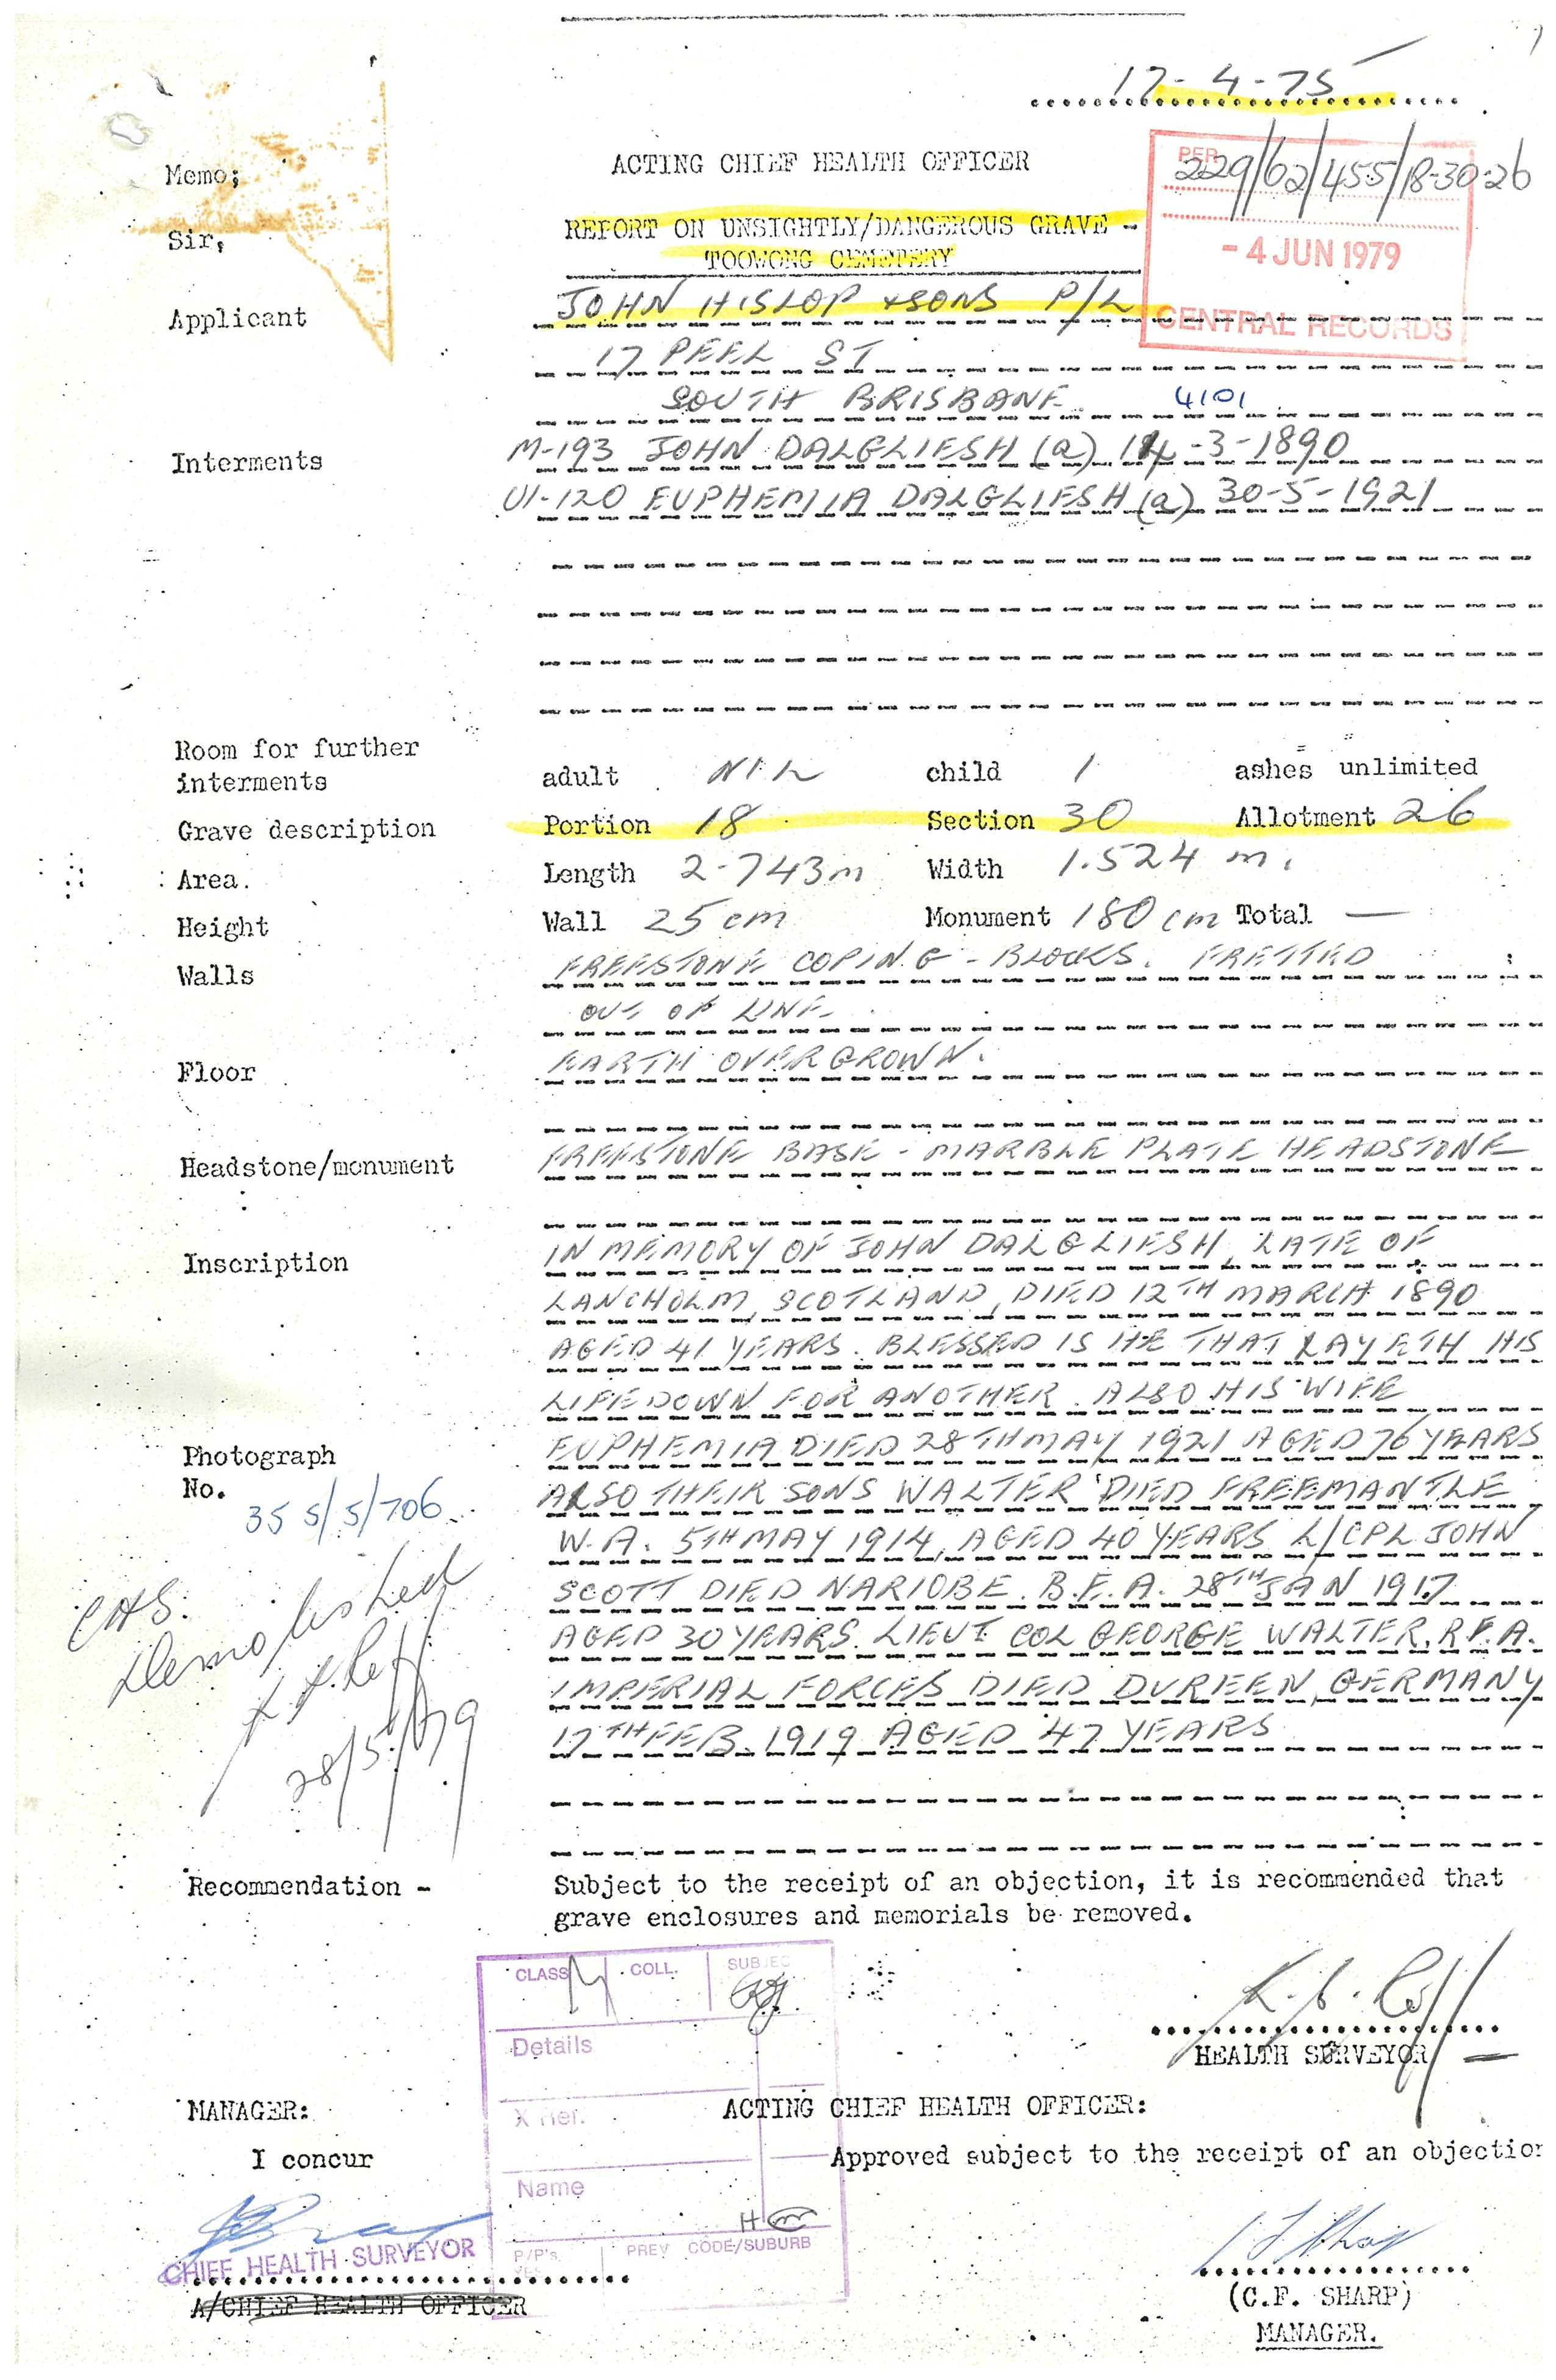 17-4-75
ACTING CHIEF HEALTH OFFICER
PER
229/62/455/18-30-26
Memo;
REPORT ON UNSIGHTLY/DANGEROUS GRAVE -
Sir,
TOOWONG CEMETERY
- 4 JUN 1979
CENTRAL RECORDS
Applicant JOHN HISLOP & SONS P/L
17 PEEL ST
SOUTH BRISBANE 4101
Interments M-193 JOHN DALGLIESH (a) 14-3-1890
U1-120 EUPHEMIA DALGLIESH (a) 30-5-1921
Room for further
interments adult NIL child 1 ashes unlimited
Grave description Portion 18 Section 30 Allotment 26
Area. Length 2.743m Width 1.524 m.
Height Wall 25 cm Monument 180 cm Total —
Walls FREESTONE COPING - BLOCKS. FRETTED
OUT OF LINE
Floor EARTH OVERGROWN.
Headstone/monument FREESTONE BASE - MARBLE PLATE HEADSTONE
Inscription IN MEMORY OF JOHN DALGLIESH, LATE OF
LANCHOLM, SCOTLAND, DIED 12TH MARCH 1890
AGED 41 YEARS. BLESSED IS HE THAT LAYETH HIS
LIFE DOWN FOR ANOTHER. ALSO HIS WIFE
Photograph EUPHEMIA DIED 28TH MAY 1921 AGED 76 YEARS
No. ALSO THEIR SONS WALTER DIED FREEMANTLE
35 5/5/706
W.A. 5TH MAY 1914, AGED 40 YEARS L/CPL JOHN
SCOTT DIED NARIOBE. B.E.A. 28TH JAN 1917
AGED 30 YEARS. LIEUT COL GEORGE WALTER. R.F.A.
IMPERIAL FORCES DIED DUREEN, GERMANY
17TH FEB. 1919 AGED 47 YEARS
CHS.
Demolished
28/5/79
Recommendation - Subject to the receipt of an objection, it is recommended that
grave enclosures and memorials be removed.
CLASS COLL. SUBJEC
Details
HEALTH SURVEYOR
X Ref.
MANAGER: ACTING CHIEF HEALTH OFFICER:
I concur Approved subject to the receipt of an objection
Name
CHIEF HEALTH SURVEYOR
P/P's PREV CODE/SUBURB
A/CHIEF HEALTH OFFICER
(C.F. SHARP)
MANAGER.